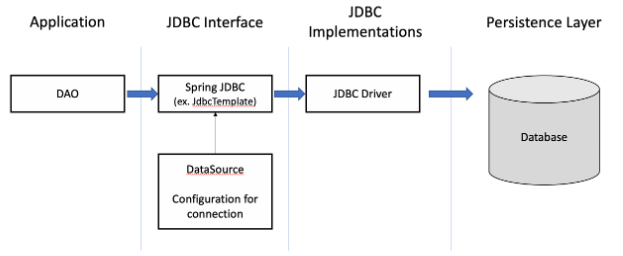 Application
JDBC Interface
JDBC
Implementations
Persistence Layer
DAO
Spring JDBC
(ex. JdbcTemplate)
JDBC Driver
Database
DataSource
Configuration for
connection